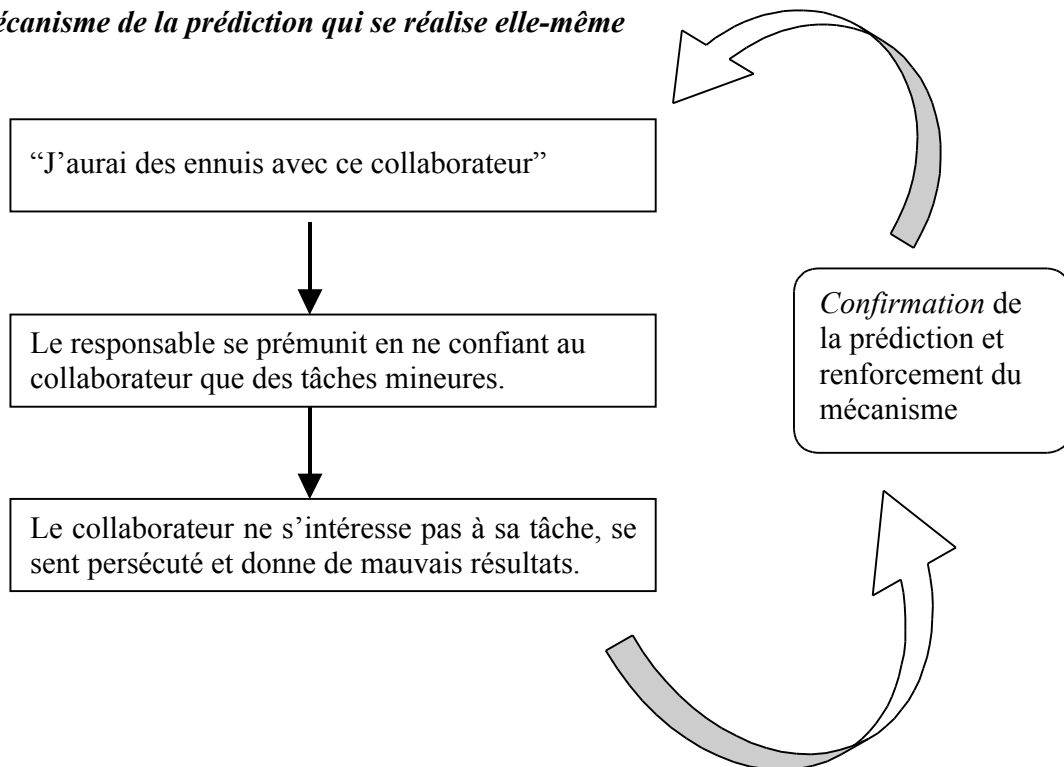 écanisme de la prédiction qui se réalise elle-même
“J’aurai des ennuis avec ce collaborateur”
Le responsable se prémunit en ne confiant au
collaborateur que des tâches mineures.
Le collaborateur ne s’intéresse pas à sa tâche, se
sent persécuté et donne de mauvais résultats.
Confirmation de
la prédiction et
renforcement du
mécanisme